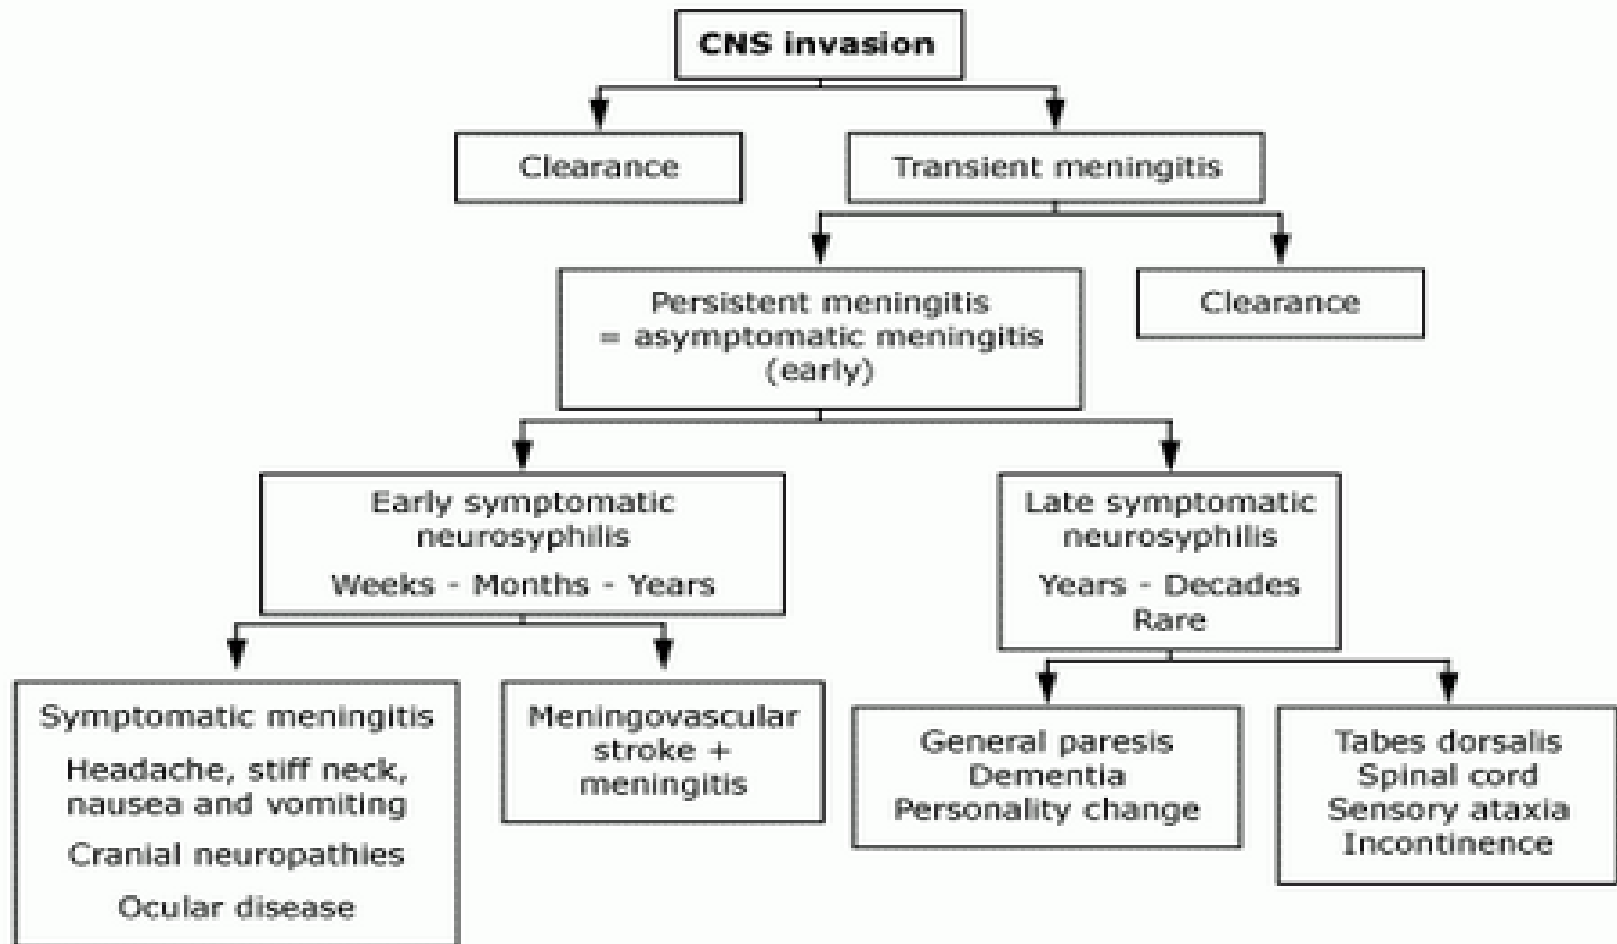 CNS invasion
Clearance
Transient meningitis
Persistent meningitis
= asymptomatic meningitis
(early)
Clearance
Early symptomatic
neurosyphilis
Weeks - Months - Years
Late symptomatic
neurosyphilis
Years - Decades
Rare
Symptomatic meningitis
Headache, stiff neck,
nausea and vomiting
Cranial neuropathies
Ocular disease
Meningovascular
stroke +
meningitis
General paresis
Dementia
Personality change
Tabes dorsalis
Spinal cord
Sensory ataxia
Incontinence